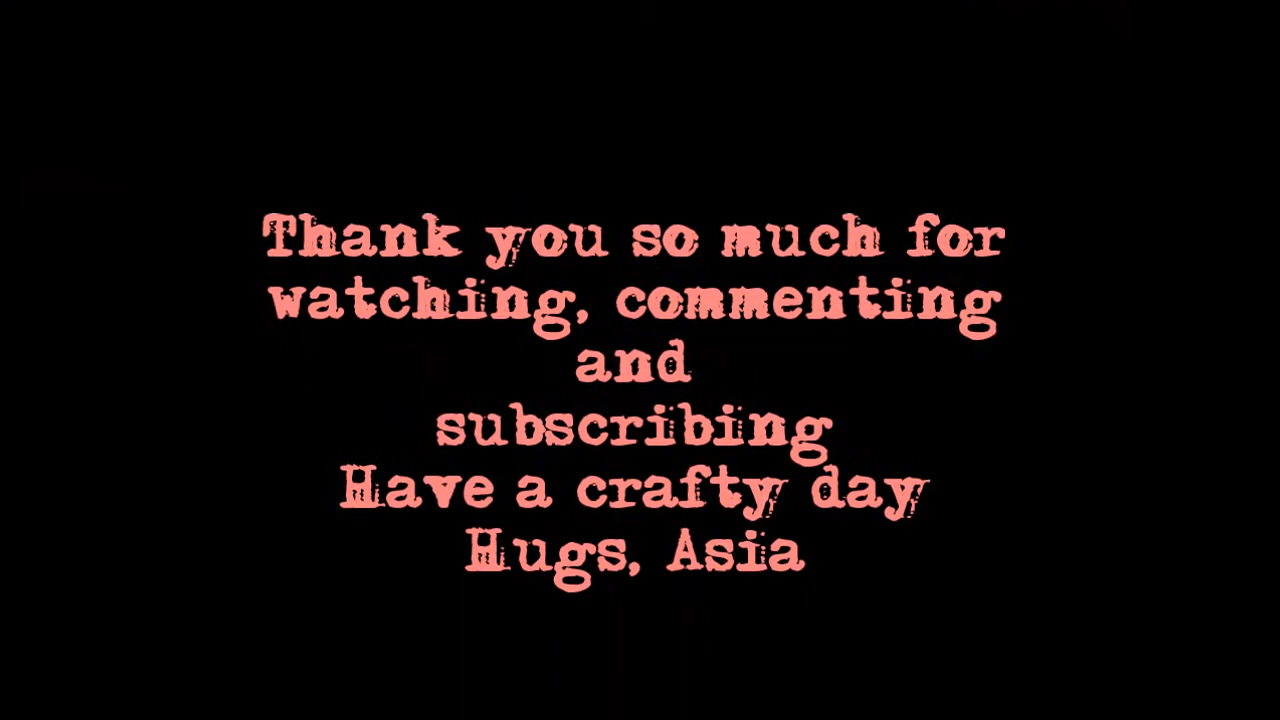 Thank you so much for
watching, commenting
and
subscribing
Have a crafty day
Hugs, Asia